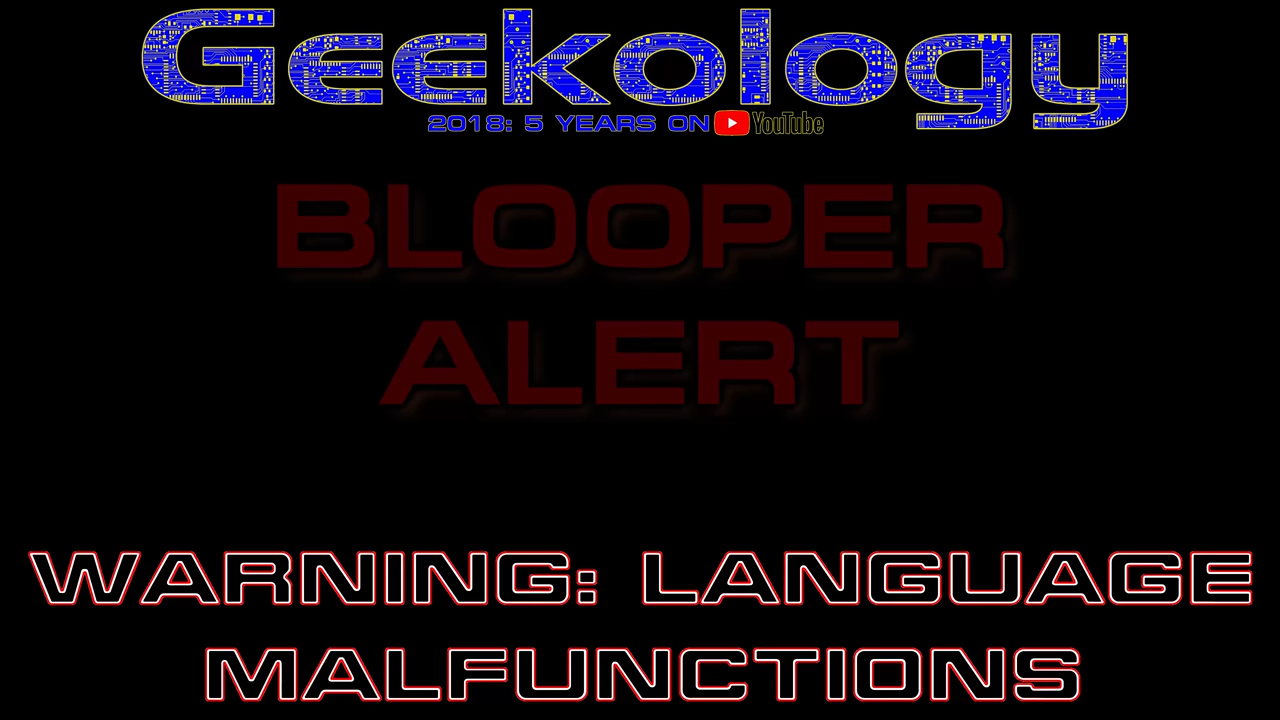 Geekology
2018: 5 YEARS ON YouTube
BLOOPER
ALERT
WARNING: LANGUAGE
MALFUNCTIONS